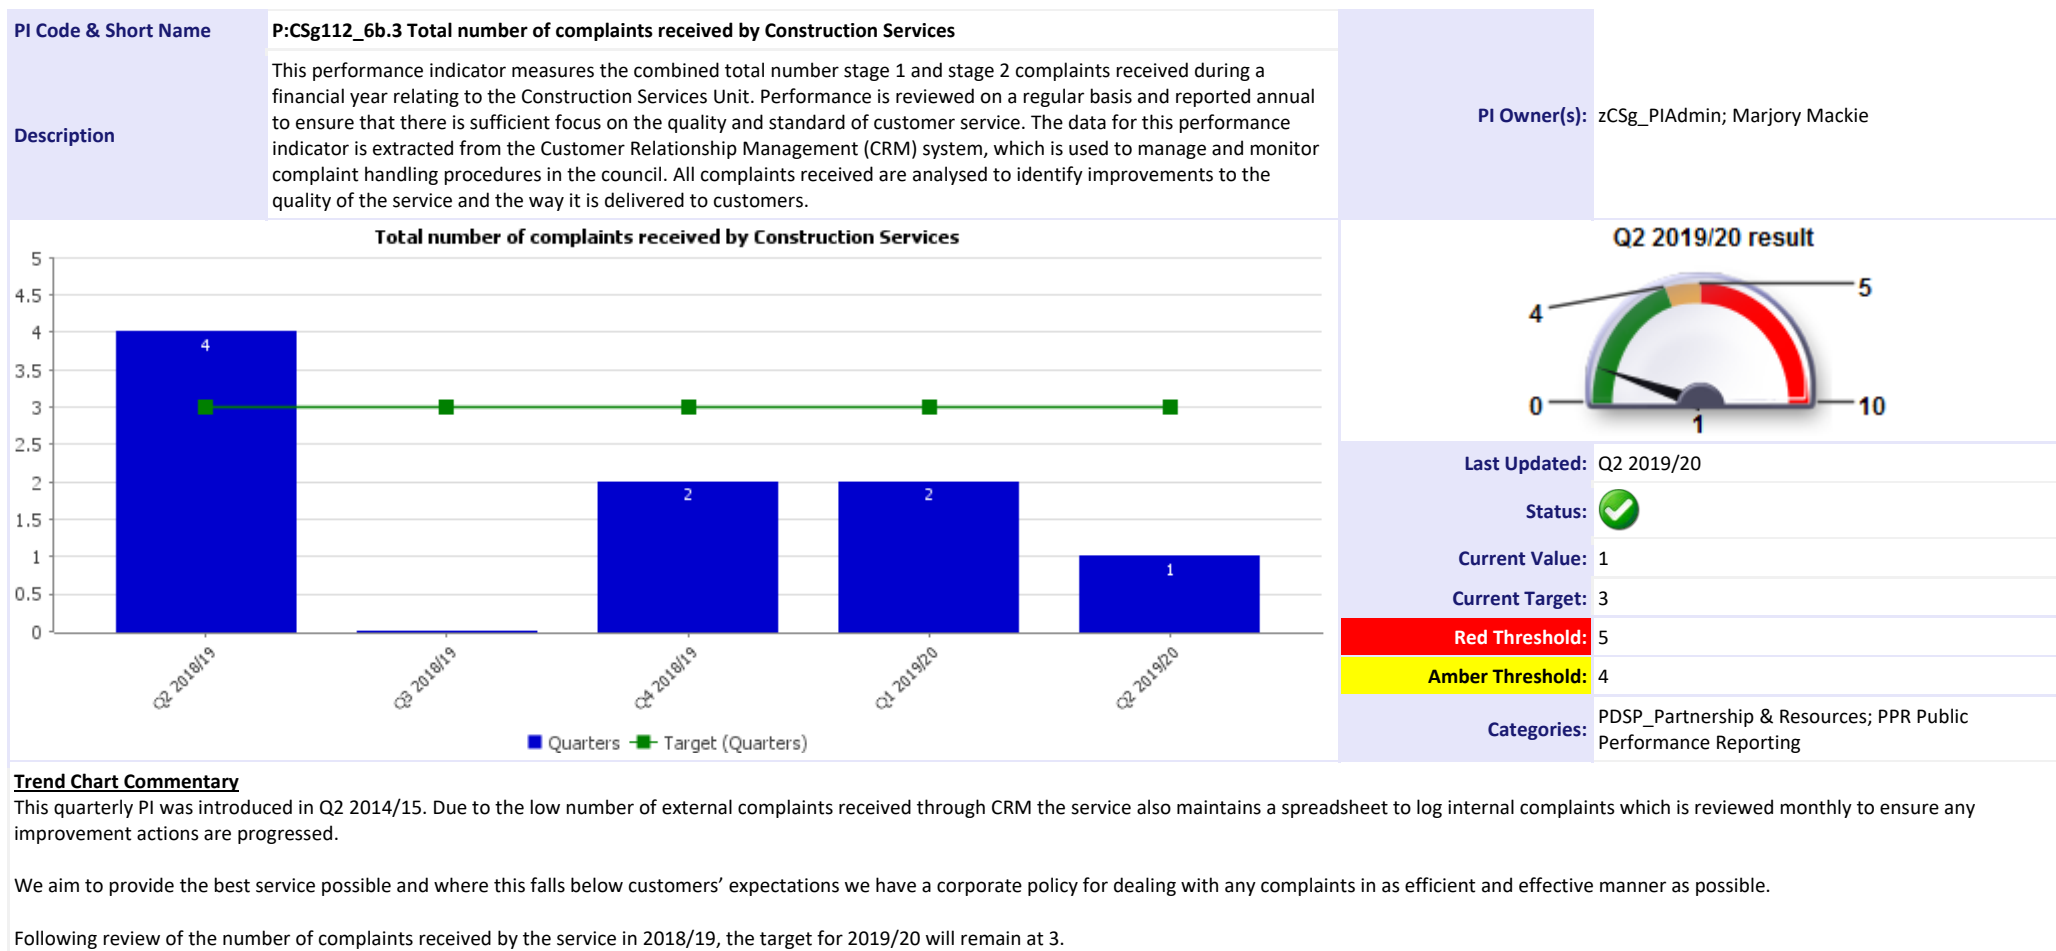 PI Code & Short Name
P:CSg112_6b.3 Total number of complaints received by Construction Services
Description
This performance indicator measures the combined total number stage 1 and stage 2 complaints received during a
financial year relating to the Construction Services Unit. Performance is reviewed on a regular basis and reported annual
to ensure that there is sufficient focus on the quality and standard of customer service. The data for this performance
indicator is extracted from the Customer Relationship Management (CRM) system, which is used to manage and monitor
complaint handling procedures in the council. All complaints received are analysed to identify improvements to the
quality of the service and the way it is delivered to customers.
PI Owner(s): zCSg_PIAdmin; Marjory Mackie
Total number of complaints received by Construction Services
5
4.5
4
3.5
3
2.5
2
1.5
1
0.5
0
4
2
2
1
Q2 2018/19
Q3 2018/19
Q4 2018/19
Q1 2019/20
Q2 2019/20
Quarters Target (Quarters)
Q2 2019/20 result
4
5
0
10
1
Last Updated: Q2 2019/20
Status:
Current Value: 1
Current Target: 3
Red Threshold: 5
Amber Threshold: 4
Categories: PDSP_Partnership & Resources; PPR Public
Performance Reporting
Trend Chart Commentary
This quarterly PI was introduced in Q2 2014/15. Due to the low number of external complaints received through CRM the service also maintains a spreadsheet to log internal complaints which is reviewed monthly to ensure any
improvement actions are progressed.
We aim to provide the best service possible and where this falls below customers’ expectations we have a corporate policy for dealing with any complaints in as efficient and effective manner as possible.
Following review of the number of complaints received by the service in 2018/19, the target for 2019/20 will remain at 3.